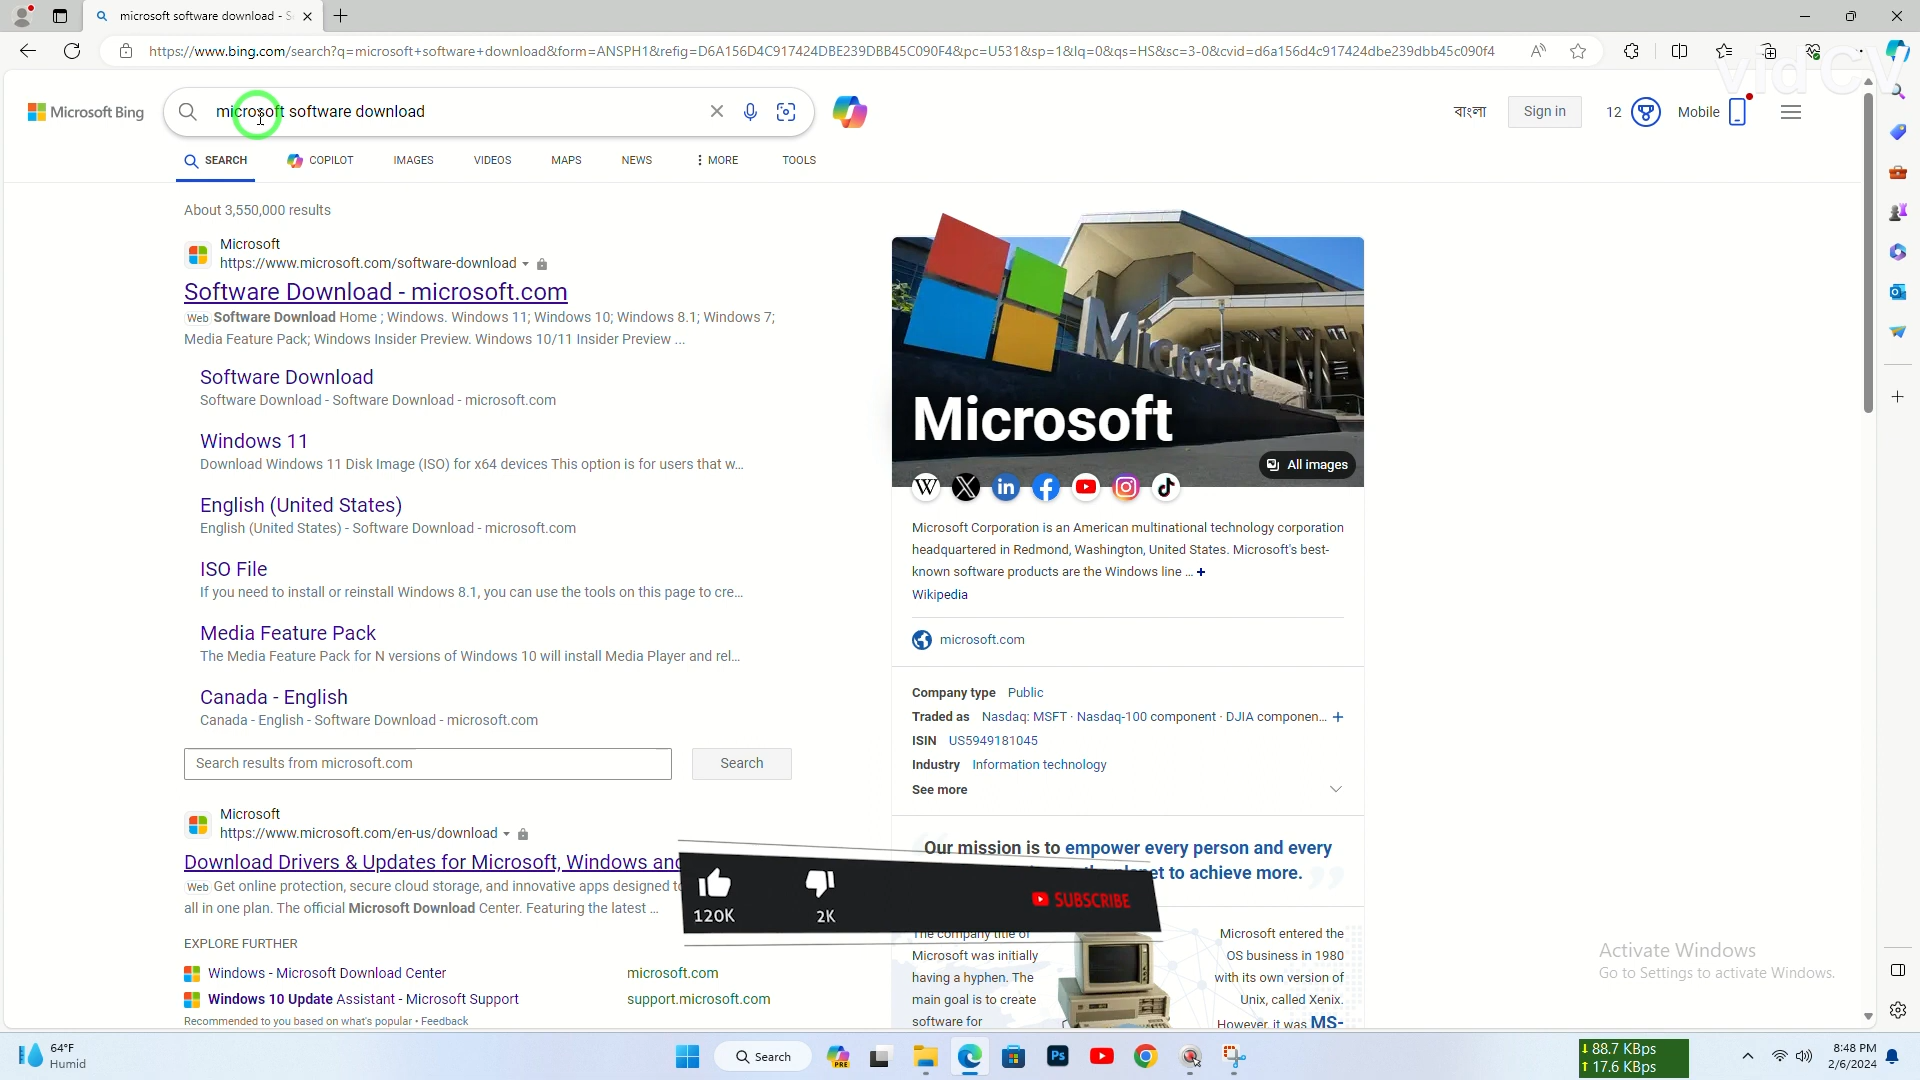 microsoft software download - S
https://www.bing.com/search?q=microsoft+software+download&form=ANSPH1&refig=D6A156D4C917424DBE239DBB45C090F4&pc=U531&sp=1&lq=0&qs=HS&sc=3-0&cvid=d6a156d4c917424dbe239dbb45c090f4
vidCV
Microsoft Bing
microsoft software download
বাংলা
Sign in
12
Mobile
SEARCH
COPILOT
IMAGES
VIDEOS
MAPS
NEWS
MORE
TOOLS
About 3,550,000 results
Microsoft
https://www.microsoft.com/software-download
Software Download - microsoft.com
Web Software Download Home ; Windows. Windows 11; Windows 10; Windows 8.1; Windows 7;
Media Feature Pack; Windows Insider Preview. Windows 10/11 Insider Preview ...
Software Download
Software Download - Software Download - microsoft.com
Windows 11
Download Windows 11 Disk Image (ISO) for x64 devices This option is for users that w...
English (United States)
English (United States) - Software Download - microsoft.com
ISO File
If you need to install or reinstall Windows 8.1, you can use the tools on this page to cre...
Media Feature Pack
The Media Feature Pack for N versions of Windows 10 will install Media Player and rel...
Canada - English
Canada - English - Software Download - microsoft.com
Search results from microsoft.com
Search
Microsoft
https://www.microsoft.com/en-us/download
Download Drivers & Updates for Microsoft, Windows and
Web Get online protection, secure cloud storage, and innovative apps designed to
all in one plan. The official Microsoft Download Center. Featuring the latest ...
EXPLORE FURTHER
Windows - Microsoft Download Center
microsoft.com
Windows 10 Update Assistant - Microsoft Support
support.microsoft.com
Recommended to you based on what's popular • Feedback
Microsoft
Microsoft
All images
Microsoft Corporation is an American multinational technology corporation
headquartered in Redmond, Washington, United States. Microsoft's best-
known software products are the Windows line ... +
Wikipedia
microsoft.com
Company type Public
Traded as Nasdaq: MSFT · Nasdaq-100 component · DJIA componen... +
ISIN US5949181045
Industry Information technology
See more
Our mission is to empower every person and every
et to achieve more.
120K
2K
SUBSCRIBE
The company title of
Microsoft was initially
having a hyphen. The
main goal is to create
software for
Microsoft entered the
OS business in 1980
with its own version of
Unix, called Xenix.
However, it was MS-
Activate Windows
Go to Settings to activate Windows.
64°F
Humid
Search
PRE
Ps
88.7 KBps
17.6 KBps
8:48 PM
2/6/2024